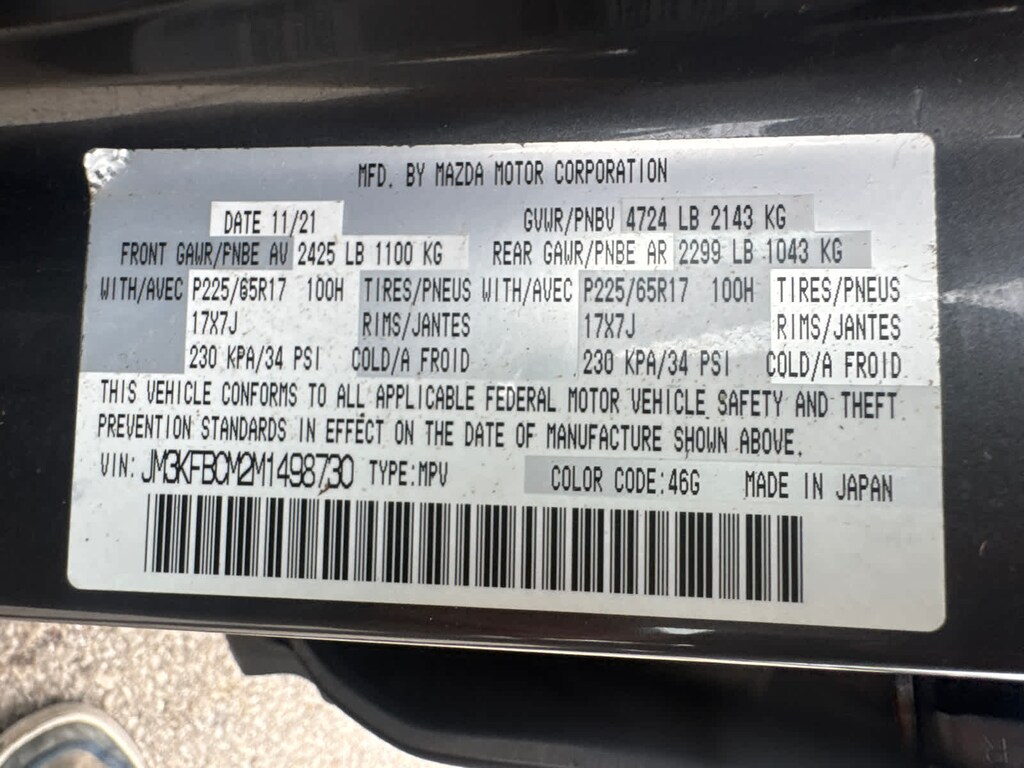 MFD. BY MAZDA MOTOR CORPORATION
DATE 11/21 GVWR/PNBV 4724 LB 2143 KG
FRONT GAWR/PNBE AV 2425 LB 1100 KG REAR GAWR/PNBE AR 2299 LB 1043 KG
WITH/AVEC P225/65R17 100H TIRES/PNEUS WITH/AVEC P225/65R17 100H TIRES/PNEUS
17X7J RIMS/JANTES 17X7J RIMS/JANTES
230 KPA/34 PSI COLD/A FROID 230 KPA/34 PSI COLD/A FROID
THIS VEHICLE CONFORMS TO ALL APPLICABLE FEDERAL MOTOR VEHICLE SAFETY AND THEFT
PREVENTION STANDARDS IN EFFECT ON THE DATE OF MANUFACTURE SHOWN ABOVE.
VIN: JM3KFBCM2M1498730 TYPE:MPV COLOR CODE:46G MADE IN JAPAN
R